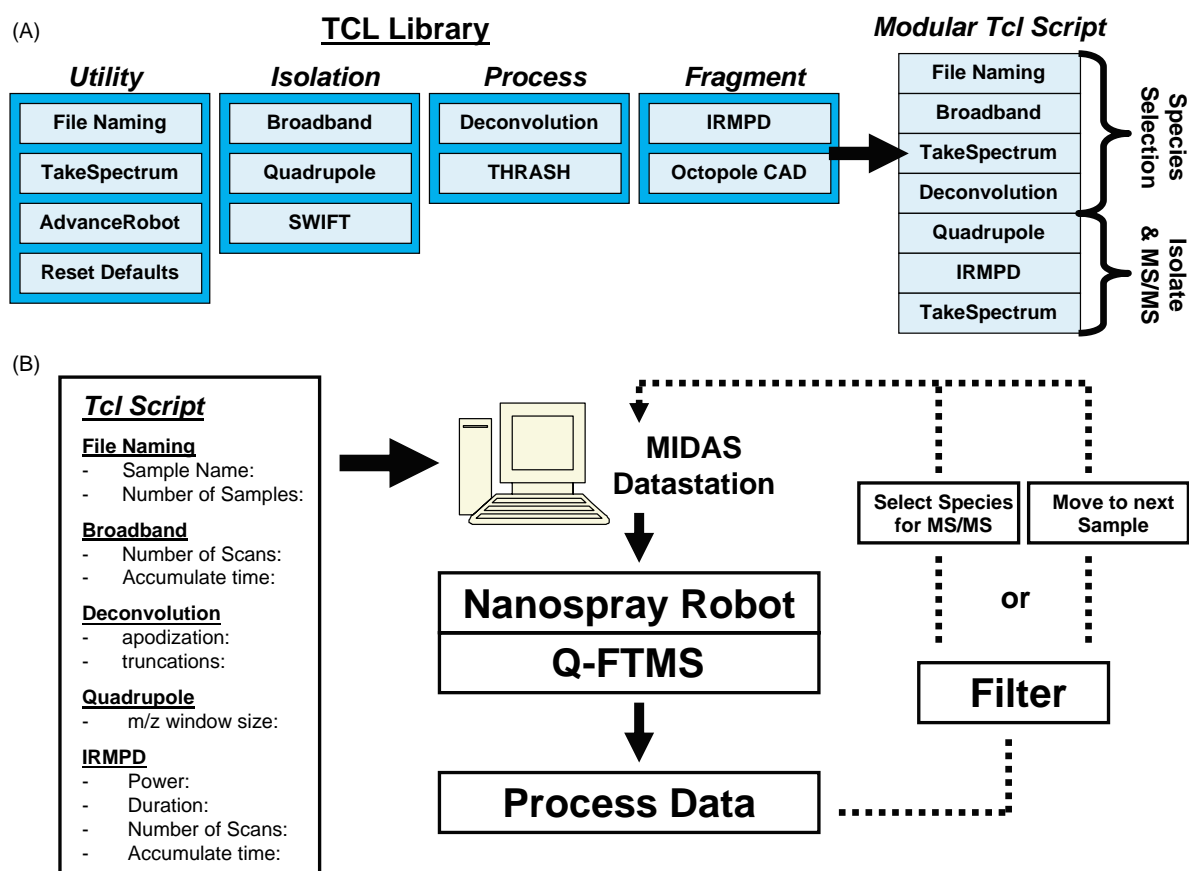 (A)
TCL Library
Utility
File Naming
TakeSpectrum
AdvanceRobot
Reset Defaults
Isolation
Broadband
Quadrupole
SWIFT
Process
Deconvolution
THRASH
Fragment
IRMPD
Octopole CAD
Modular Tcl Script
File Naming
Broadband
TakeSpectrum
Deconvolution
Quadrupole
IRMPD
TakeSpectrum
Species
Selection
Isolate
& MS/MS
(B)
Tcl Script
File Naming
- Sample Name:
- Number of Samples:
Broadband
- Number of Scans:
- Accumulate time:
Deconvolution
- apodization:
- truncations:
Quadrupole
- m/z window size:
IRMPD
- Power:
- Duration:
- Number of Scans:
- Accumulate time:
MIDAS
Datastation
Nanospray Robot
Q-FTMS
Process Data
Select Species
for MS/MS
Move to next
Sample
or
Filter